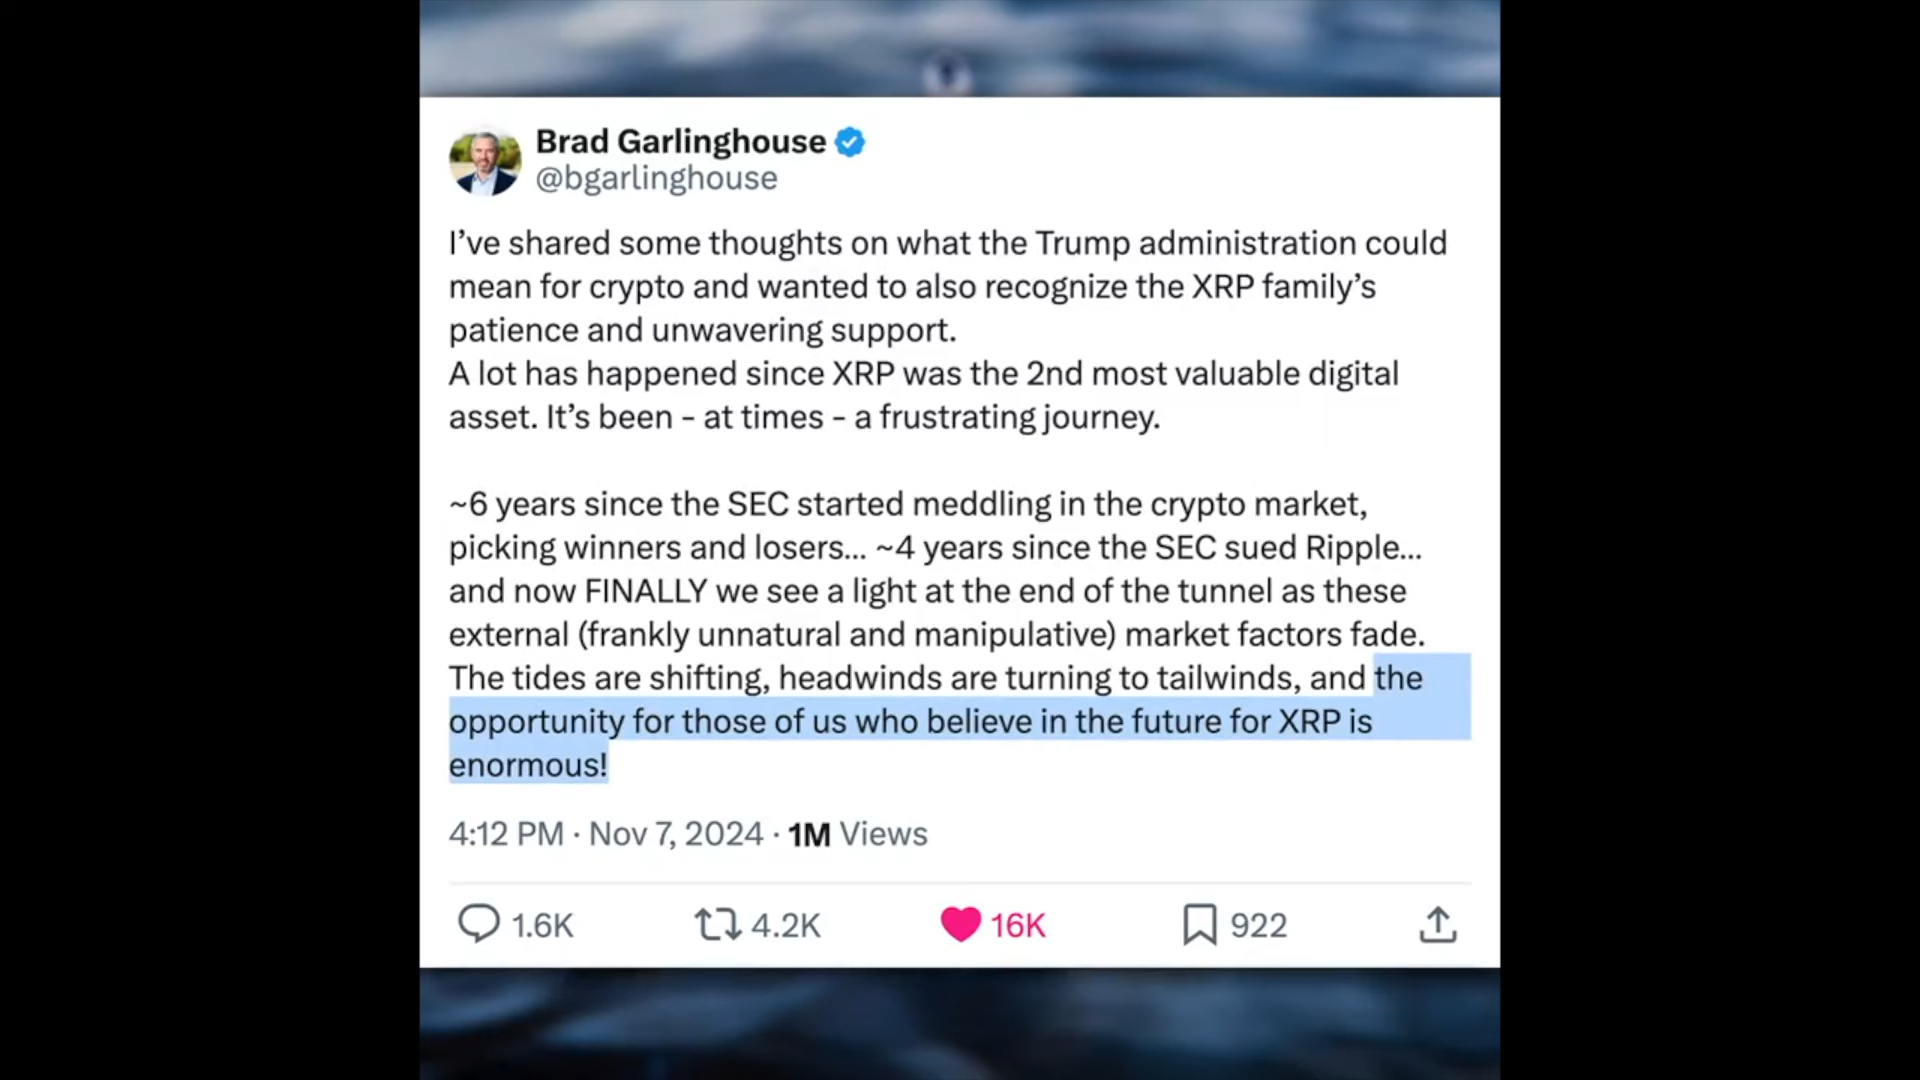 Brad Garlinghouse
@bgarlinghouse
I’ve shared some thoughts on what the Trump administration could
mean for crypto and wanted to also recognize the XRP family’s
patience and unwavering support.
A lot has happened since XRP was the 2nd most valuable digital
asset. It’s been - at times - a frustrating journey.
~6 years since the SEC started meddling in the crypto market,
picking winners and losers... ~4 years since the SEC sued Ripple...
and now FINALLY we see a light at the end of the tunnel as these
external (frankly unnatural and manipulative) market factors fade.
The tides are shifting, headwinds are turning to tailwinds, and the
opportunity for those of us who believe in the future for XRP is
enormous!
4:12 PM · Nov 7, 2024 · 1M Views
1.6K 4.2K 16K 922